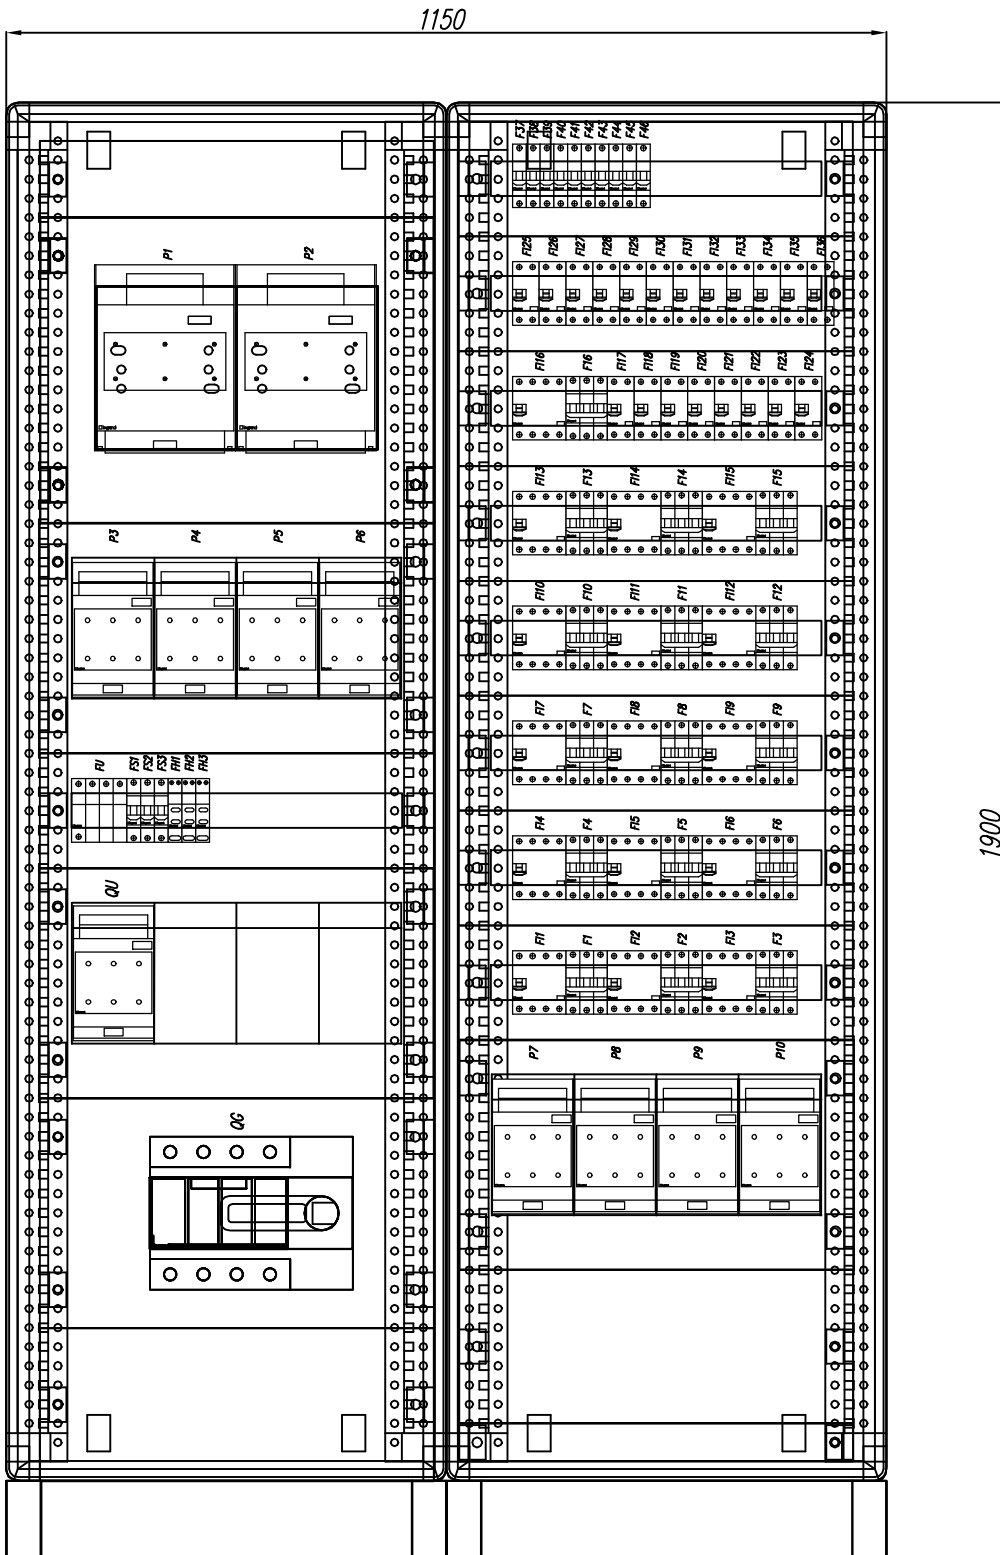 1150
F37 F38 F39 F40 F41 F42 F43 F44 F45 F46
P1 P2
FI25 FI26 FI27 FI28 FI29 FI30 FI31 FI32 FI33 FI34 FI35 FI36
FI16 F16 FI17 FI18 FI19 FI20 FI21 FI22 FI23 FI24
legrand legrand
FI13 F13 FI14 F14 FI15 F15
P3 P4 P5 P6
FI10 F10 FI11 F11 FI12 F12
FI7 F7 FI8 F8 FI9 F9
FU FS1 FS2 FS3 FH1 FH2 FH3
1900
FI4 F4 FI5 F5 FI6 F6
QU
FI1 F1 FI2 F2 FI3 F3
P7 P8 P9 P10
QG